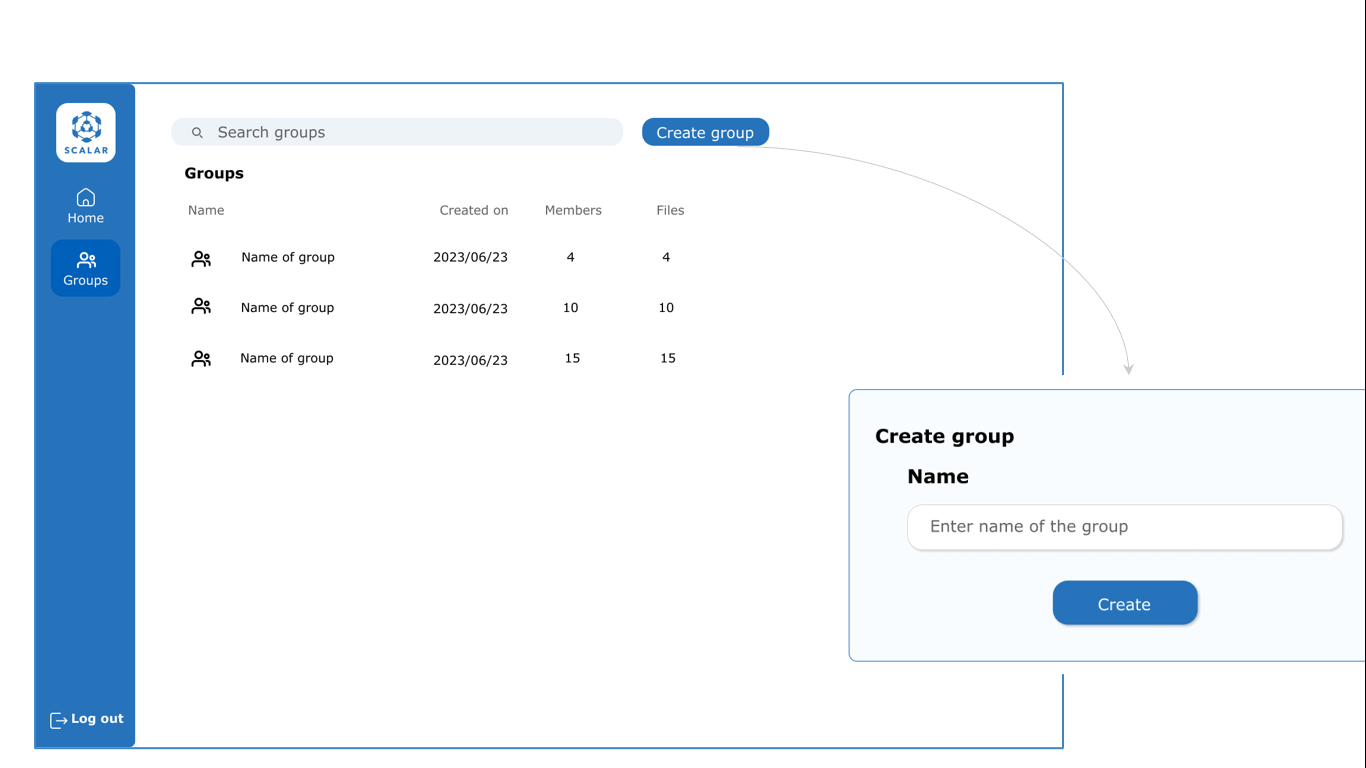 SCALAR
Home
Groups
Log out
Search groups
Create group
Groups
Name Created on Members Files
Name of group 2023/06/23 4 4
Name of group 2023/06/23 10 10
Name of group 2023/06/23 15 15
Create group
Name
Enter name of the group
Create